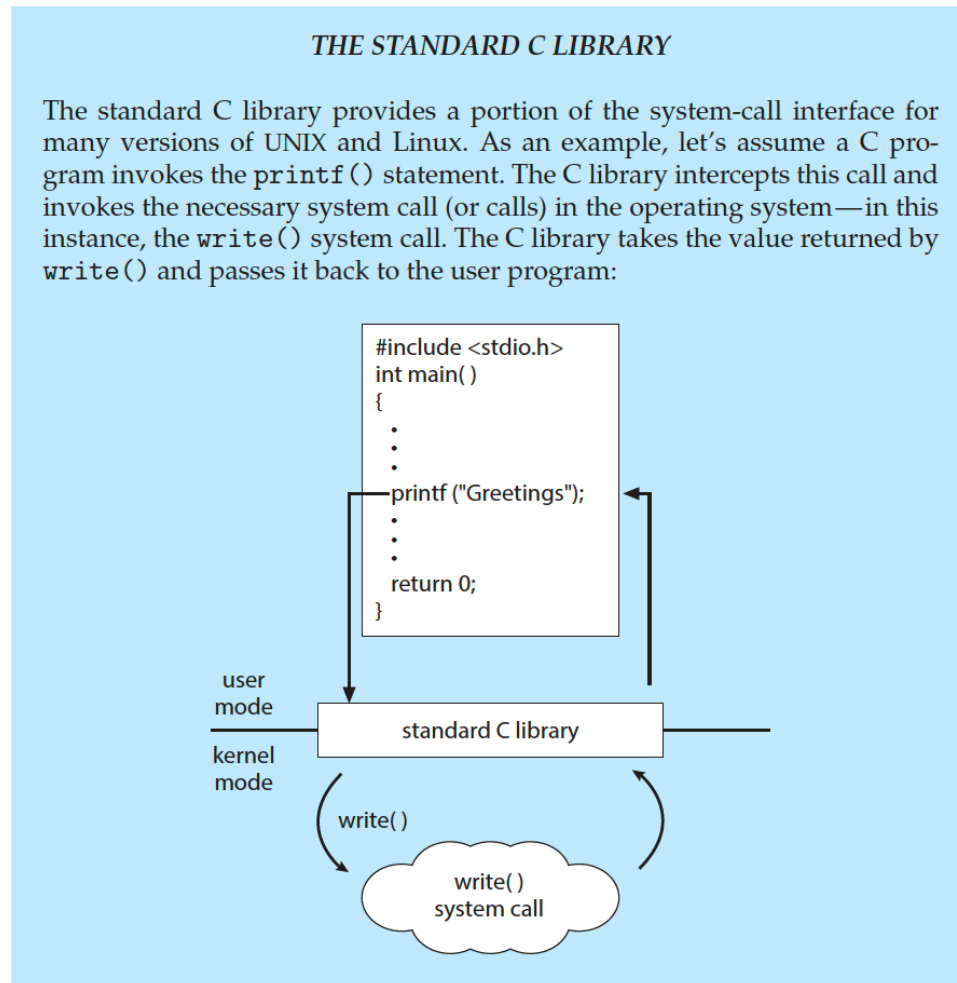 THE STANDARD C LIBRARY
The standard C library provides a portion of the system-call interface for
many versions of UNIX and Linux. As an example, let's assume a C pro-
gram invokes the printf() statement. The C library intercepts this call and
invokes the necessary system call (or calls) in the operating system—in this
instance, the write() system call. The C library takes the value returned by
write() and passes it back to the user program:
#include <stdio.h>
int main( )
{
•
•
•
printf ("Greetings");
•
•
•
return 0;
}
user
mode
standard C library
kernel
mode
write( )
write( )
system call